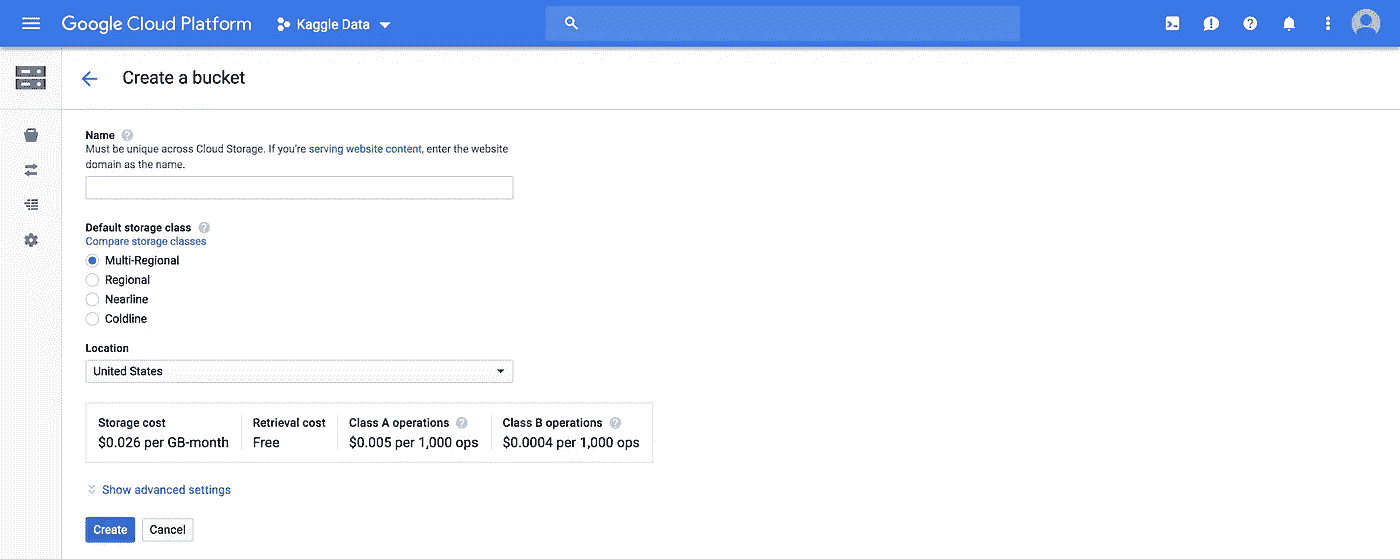 Google Cloud Platform
Kaggle Data
Create a bucket
Name
Must be unique across Cloud Storage. If you're serving website content, enter the website
domain as the name.
Default storage class
Compare storage classes
Multi-Regional
Regional
Nearline
Coldline
Location
United States
Storage cost Retrieval cost Class A operations Class B operations
$0.026 per GB-month Free $0.005 per 1,000 ops $0.0004 per 1,000 ops
Show advanced settings
Create Cancel